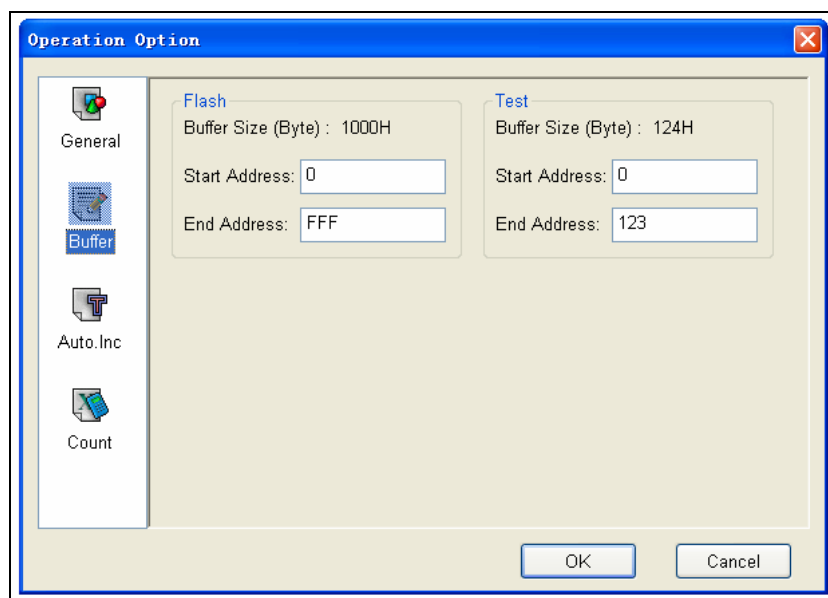 Operation Option
General
Buffer
Auto.Inc
Count
Flash
Buffer Size (Byte) : 1000H
Start Address: 0
End Address: FFF
Test
Buffer Size (Byte) : 124H
Start Address: 0
End Address: 123
OK
Cancel